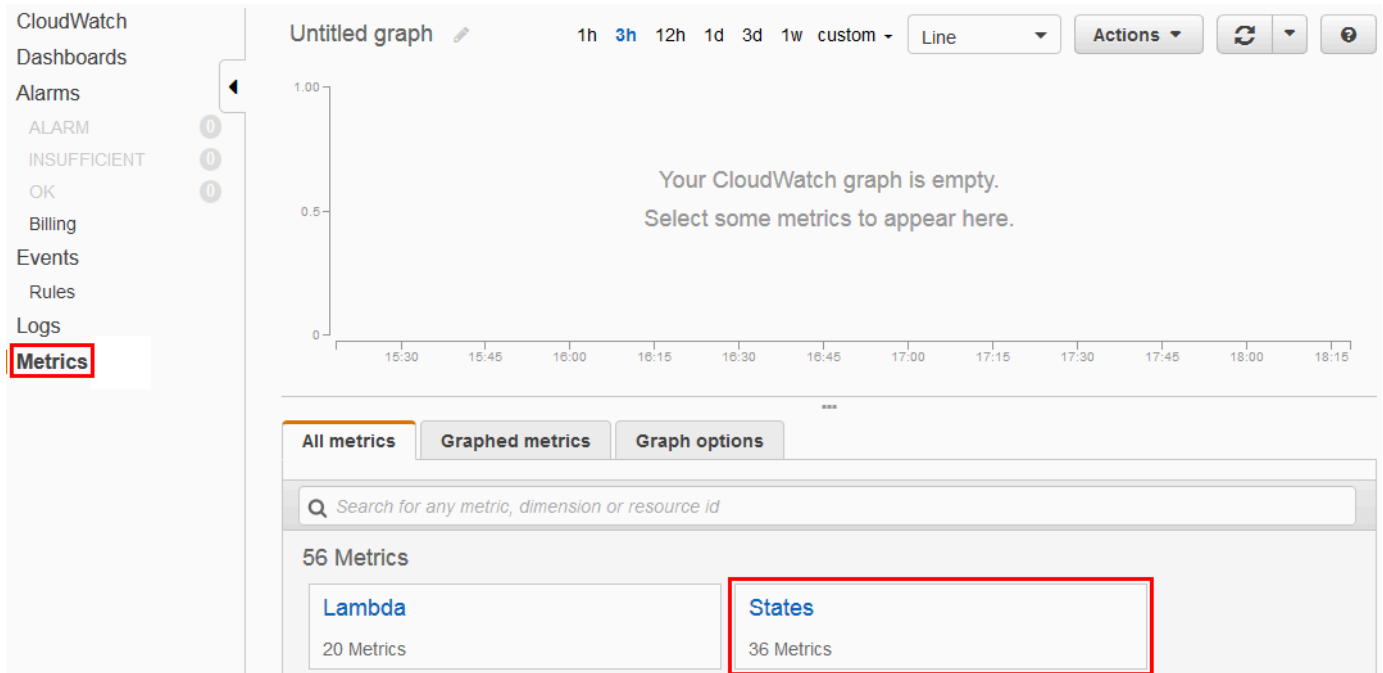 CloudWatch
Dashboards
Alarms
ALARM 0
INSUFFICIENT 0
OK 0
Billing
Events
Rules
Logs
Metrics
Untitled graph 1h 3h 12h 1d 3d 1w custom Line Actions
1.00
0.5
0
Your CloudWatch graph is empty.
Select some metrics to appear here.
15:30 15:45 16:00 16:15 16:30 16:45 17:00 17:15 17:30 17:45 18:00 18:15
All metrics Graphed metrics Graph options
Search for any metric, dimension or resource id
56 Metrics
Lambda States
20 Metrics 36 Metrics